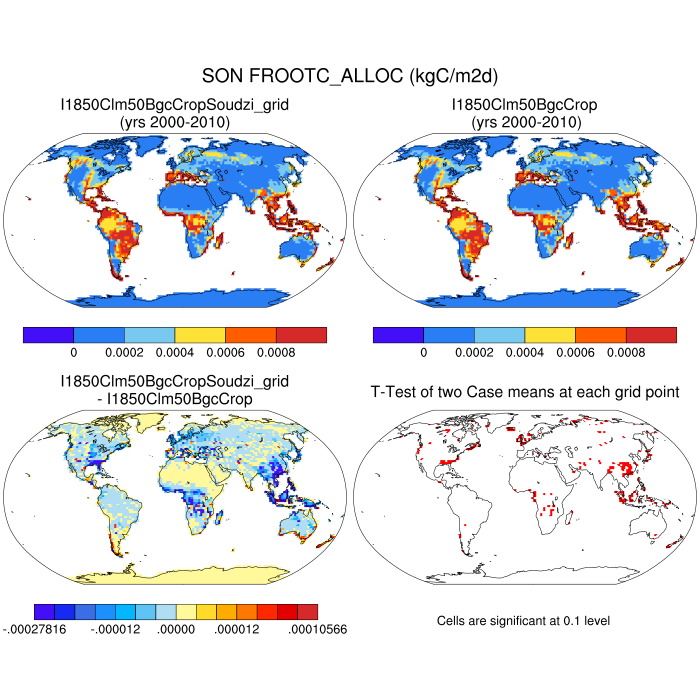 SON FROOTC_ALLOC (kgC/m2d)
I1850Clm50BgcCropSoudzi_grid
(yrs 2000-2010)
I1850Clm50BgcCrop
(yrs 2000-2010)
0 0.0002 0.0004 0.0006 0.0008
0 0.0002 0.0004 0.0006 0.0008
I1850Clm50BgcCropSoudzi_grid
- I1850Clm50BgcCrop
T-Test of two Case means at each grid point
-.00027816 -.000012 .00000 .000012 .00010566
Cells are significant at 0.1 level